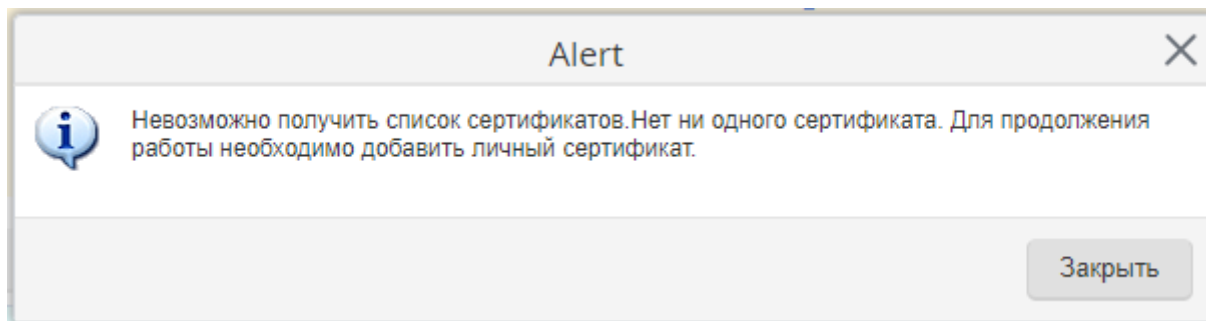 Alert
Невозможно получить список сертификатов.Нет ни одного сертификата. Для продолжения
работы необходимо добавить личный сертификат.
Закрыть